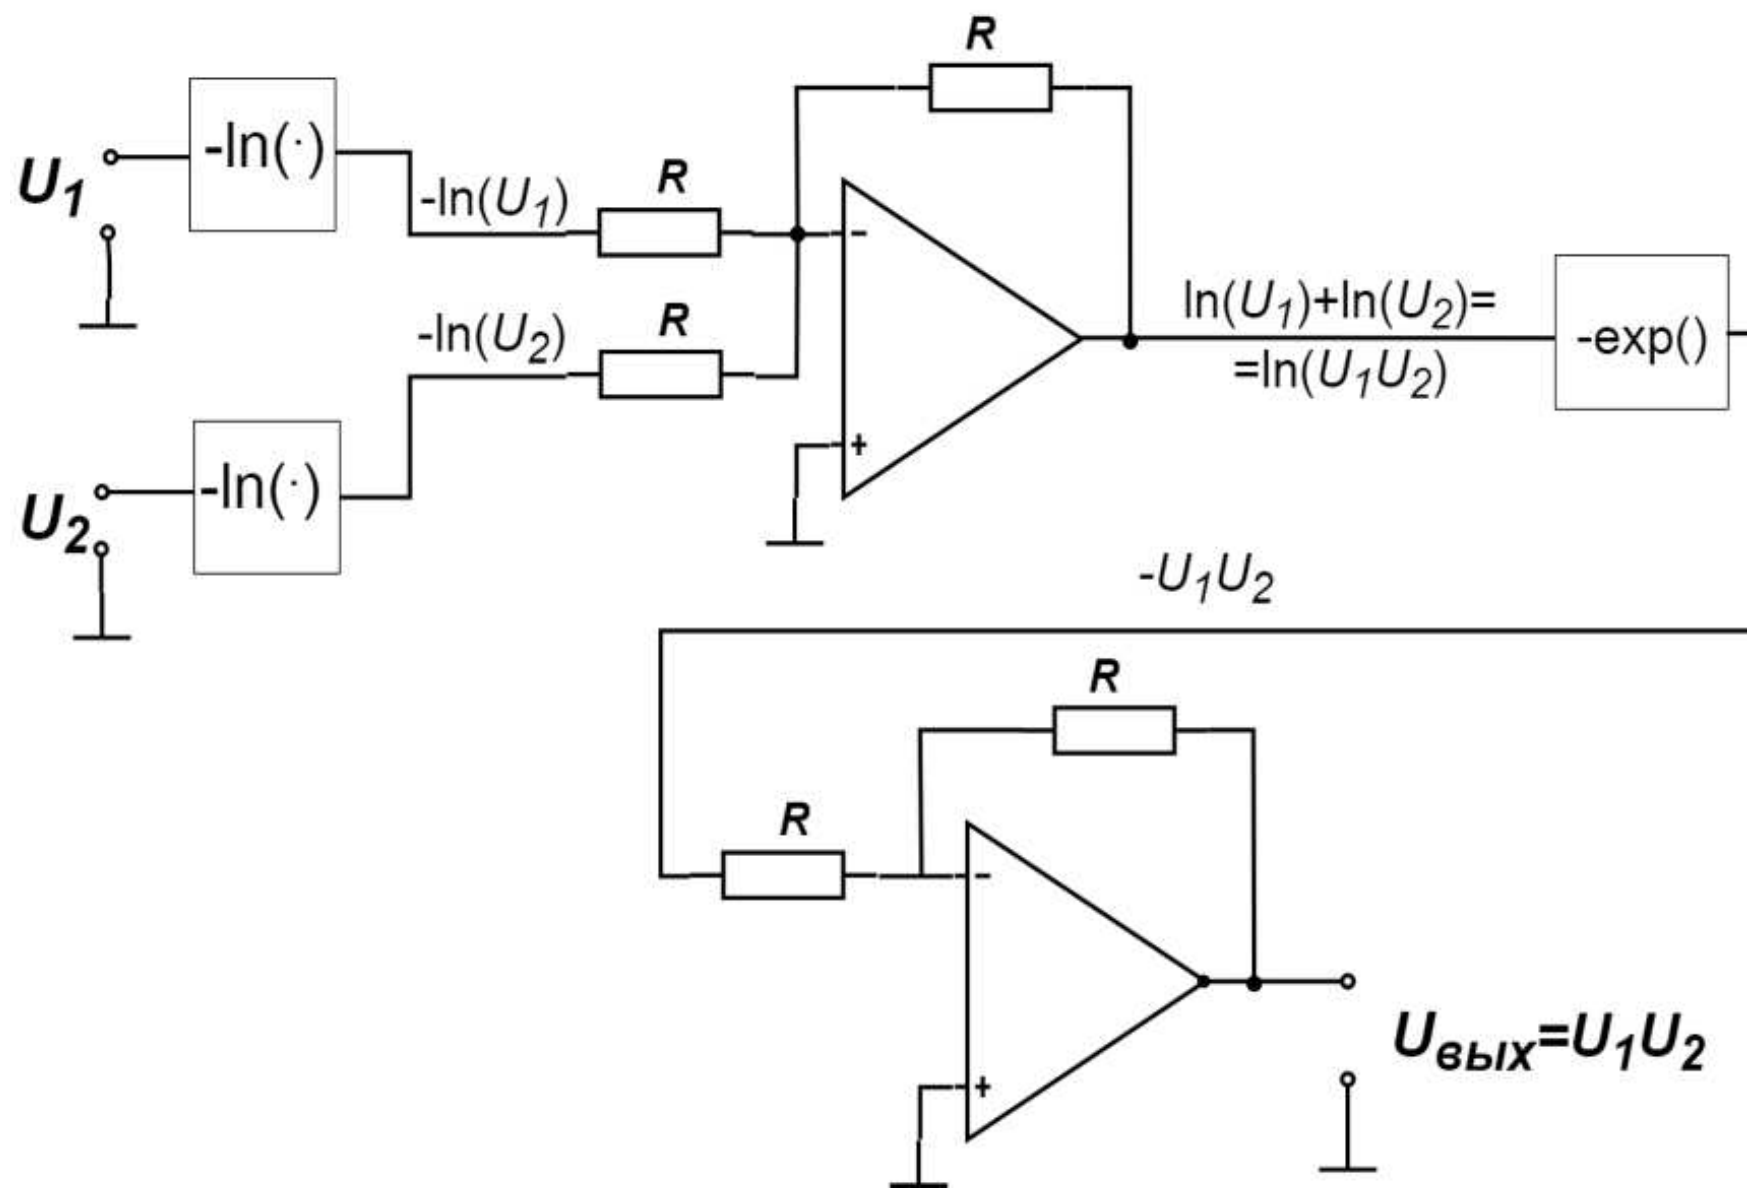 R
-ln(·)
U₁
-ln(U₁)
R
-
ln(U₁)+ln(U₂)=
=ln(U₁U₂)
-exp()
-ln(U₂)
R
+
-ln(·)
U₂
-U₁U₂
R
R
-
+
Uвых=U₁U₂